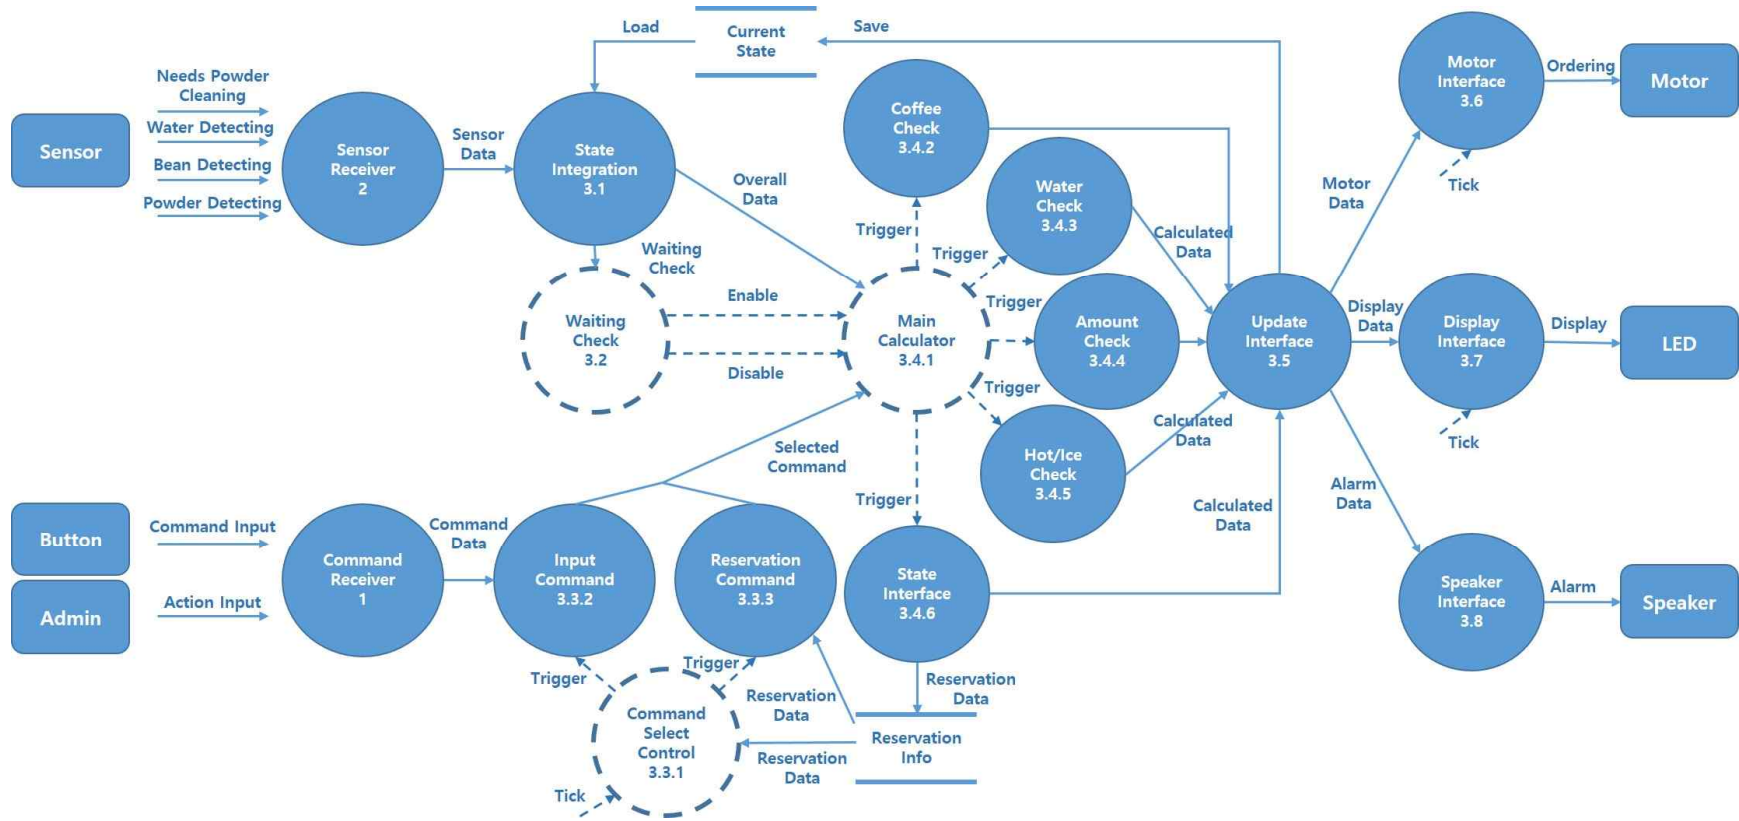 Load
Current
State
Save
Needs Powder
Cleaning
Water Detecting
Bean Detecting
Powder Detecting
Sensor
Sensor
Receiver
2
Sensor
Data
State
Integration
3.1
Overall
Data
Coffee
Check
3.4.2
Water
Check
3.4.3
Trigger
Trigger
Calculated
Data
Motor
Interface
3.6
Ordering
Motor
Tick
Motor
Data
Waiting
Check
Waiting
Check
3.2
Enable
Disable
Main
Calculator
3.4.1
Trigger
Amount
Check
3.4.4
Update
Interface
3.5
Display
Data
Display
Interface
3.7
Display
LED
Tick
Trigger
Hot/Ice
Check
3.4.5
Calculated
Data
Selected
Command
Trigger
Calculated
Data
Alarm
Data
Button
Command Input
Admin
Action Input
Command
Receiver
1
Command
Data
Input
Command
3.3.2
Reservation
Command
3.3.3
State
Interface
3.4.6
Speaker
Interface
3.8
Alarm
Speaker
Trigger
Trigger
Command
Select
Control
3.3.1
Tick
Reservation
Data
Reservation
Data
Reservation
Data
Reservation
Info